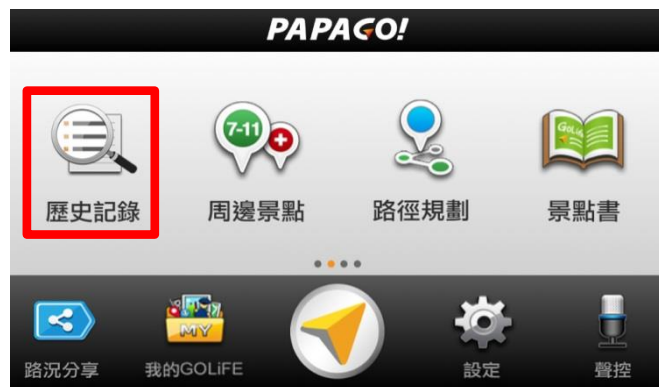 PAPAGO!
7-11
GOLiFE
歷史記錄
周邊景點
路徑規劃
景點書
MY
路況分享
我的GOLiFE
設定
聲控